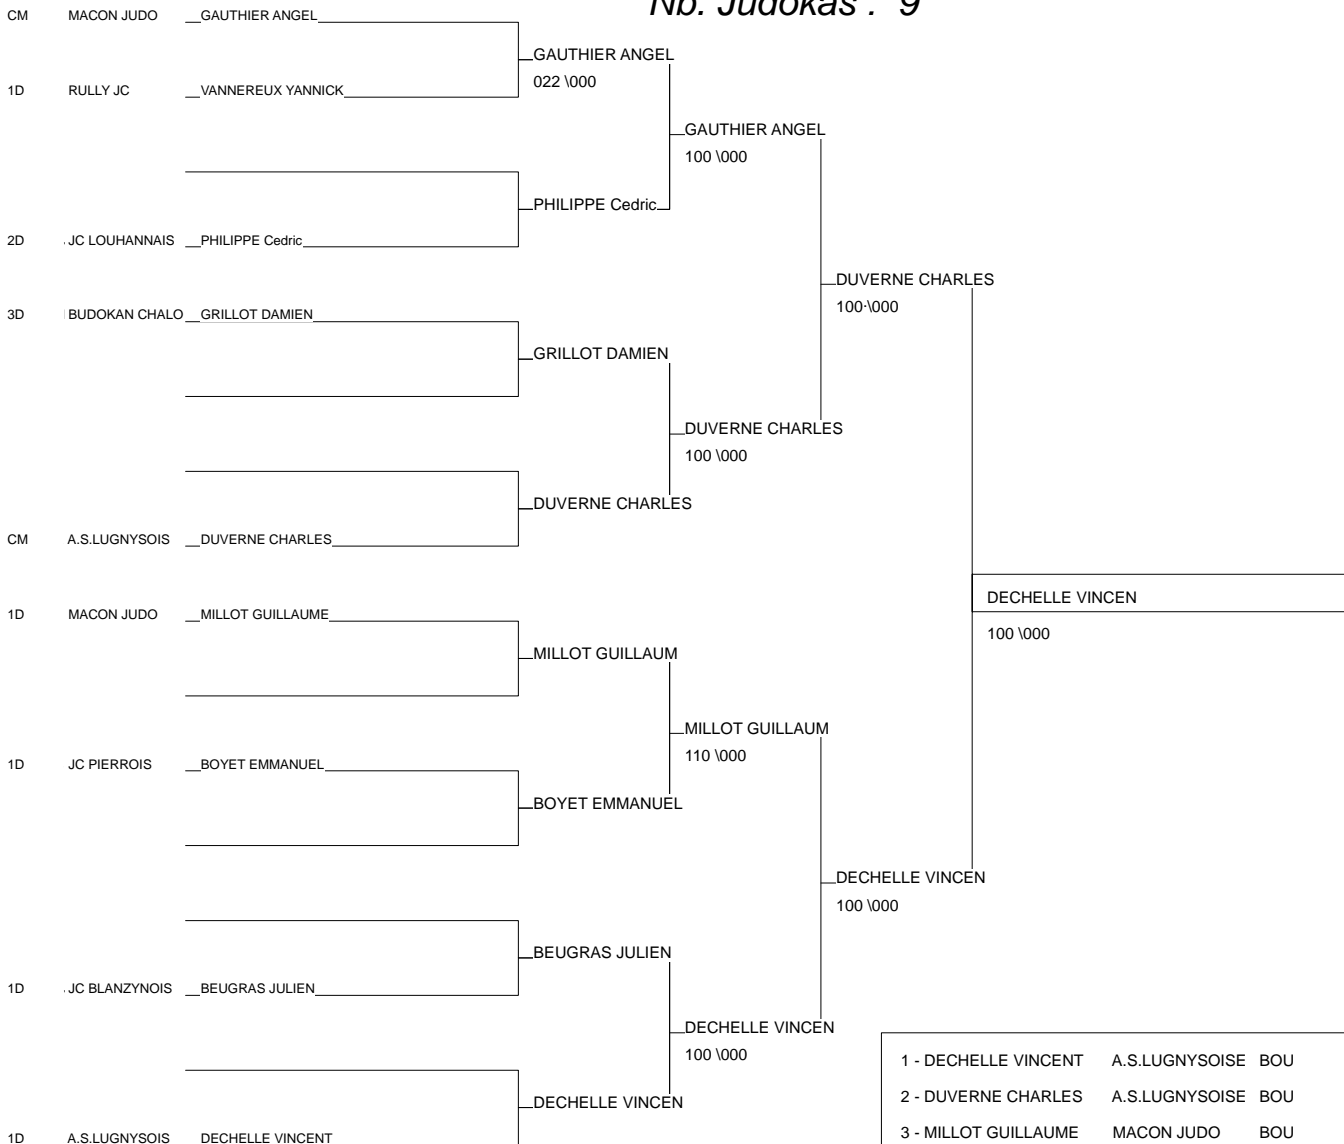 Nb. Judokas : 9
CM MACON JUDO GAUTHIER ANGEL
GAUTHIER ANGEL
022 \000
1D RULLY JC VANNEREUX YANNICK
GAUTHIER ANGEL
100 \000
PHILIPPE Cedric
2D JC LOUHANNAIS PHILIPPE Cedric
DUVERNE CHARLES
100 \000
3D BUDOKAN CHALO GRILLOT DAMIEN
GRILLOT DAMIEN
DUVERNE CHARLES
100 \000
DUVERNE CHARLES
CM A.S.LUGNYSOIS DUVERNE CHARLES
DECHELLE VINCEN
100 \000
1D MACON JUDO MILLOT GUILLAUME
MILLOT GUILLAUM
MILLOT GUILLAUM
110 \000
1D JC PIERROIS BOYET EMMANUEL
BOYET EMMANUEL
DECHELLE VINCEN
100 \000
BEUGRAS JULIEN
1D JC BLANZYNOIS BEUGRAS JULIEN
DECHELLE VINCEN
100 \000
DECHELLE VINCEN
1D A.S.LUGNYSOIS DECHELLE VINCENT
1 - DECHELLE VINCENT A.S.LUGNYSOISE BOU
2 - DUVERNE CHARLES A.S.LUGNYSOISE BOU
3 - MILLOT GUILLAUME MACON JUDO BOU